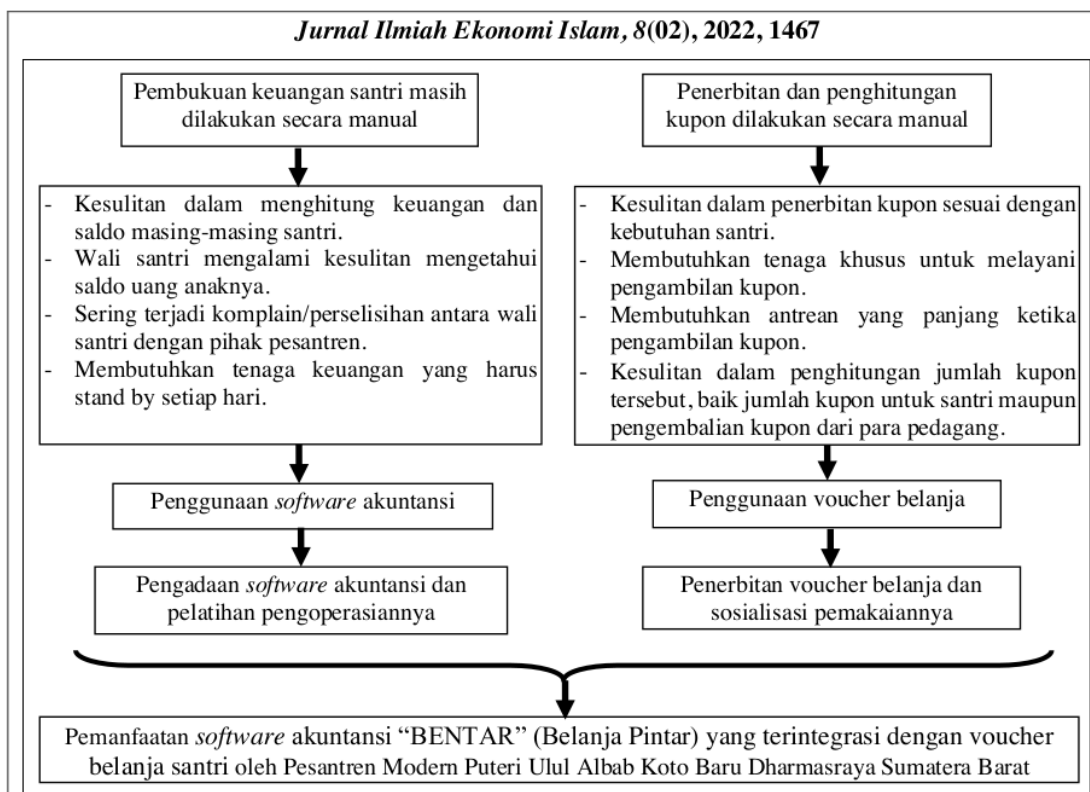 Jurnal Ilmiah Ekonomi Islam, 8(02), 2022, 1467
Pembukuan keuangan santri masih
dilakukan secara manual
- Kesulitan dalam menghitung keuangan dan
saldo masing-masing santri.
- Wali santri mengalami kesulitan mengetahui
saldo uang anaknya.
- Sering terjadi komplain/perselisihan antara wali
santri dengan pihak pesantren.
- Membutuhkan tenaga keuangan yang harus
stand by setiap hari.
Penggunaan software akuntansi
Pengadaan software akuntansi dan
pelatihan pengoperasiannya
Penerbitan dan penghitungan
kupon dilakukan secara manual
- Kesulitan dalam penerbitan kupon sesuai dengan
kebutuhan santri.
- Membutuhkan tenaga khusus untuk melayani
pengambilan kupon.
- Membutuhkan antrean yang panjang ketika
pengambilan kupon.
- Kesulitan dalam penghitungan jumlah kupon
tersebut, baik jumlah kupon untuk santri maupun
pengembalian kupon dari para pedagang.
Penggunaan voucher belanja
Penerbitan voucher belanja dan
sosialisasi pemakaiannya
Pemanfaatan software akuntansi “BENTAR” (Belanja Pintar) yang terintegrasi dengan voucher
belanja santri oleh Pesantren Modern Puteri Ulul Albab Koto Baru Dharmasraya Sumatera Barat